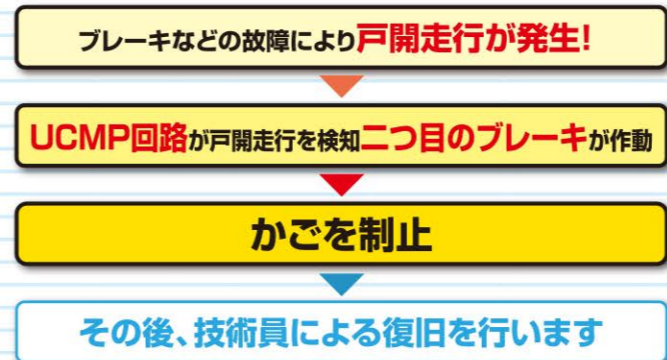 ブレーキなどの故障により戸開走行が発生!
UCMP回路が戸開走行を検知二つ目のブレーキが作動
かごを制止
その後、技術員による復旧を行います